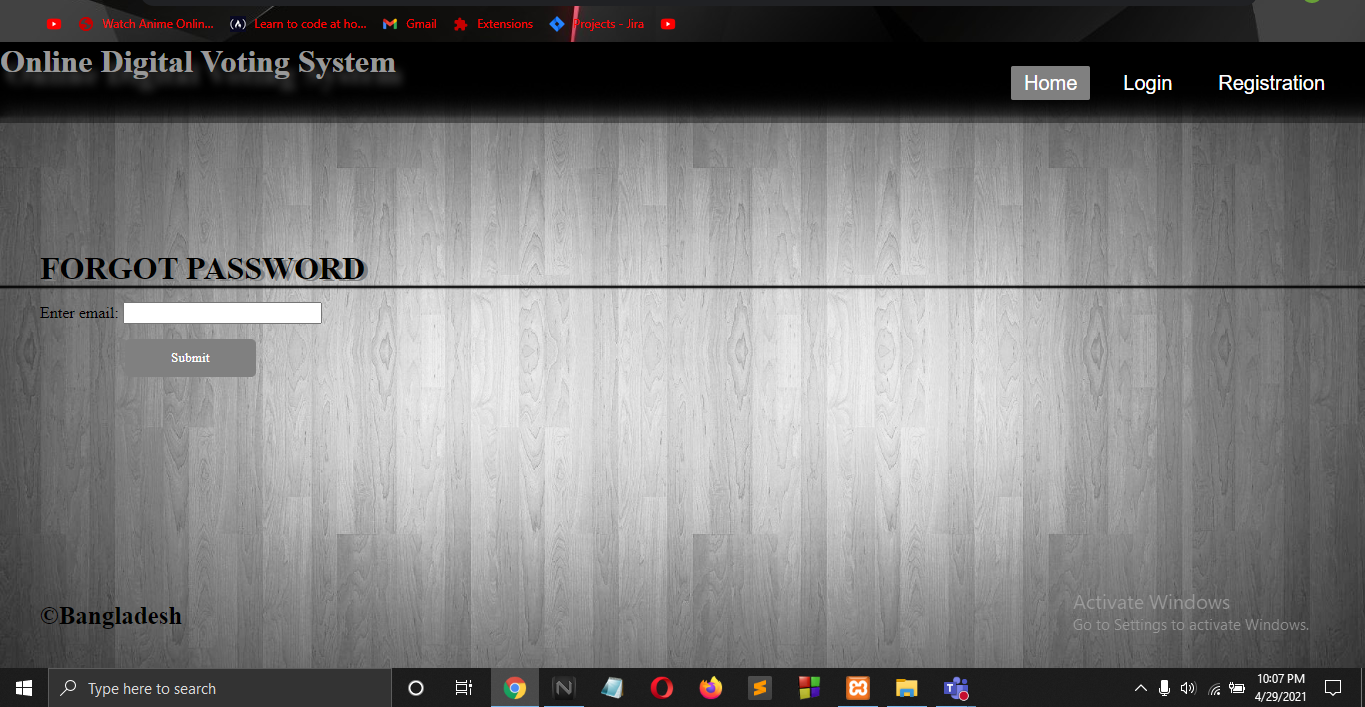 Watch Anime Onlin... Learn to code at ho... Gmail Extensions Projects - Jira
Online Digital Voting System
Home Login Registration
FORGOT PASSWORD
Enter email:
Submit
©Bangladesh
Activate Windows
Go to Settings to activate Windows.
Type here to search
10:07 PM
4/29/2021